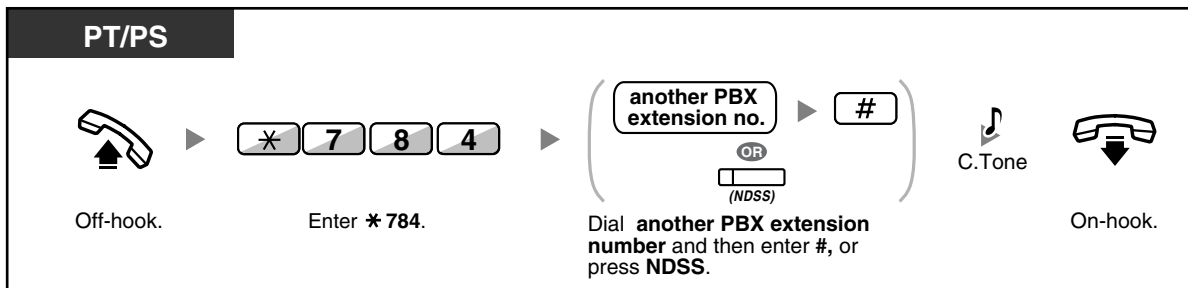 PT/PS
another PBX
extension no.
#
OR
(NDSS)
* 7 8 4
C.Tone
Off-hook.
Enter * 784.
Dial another PBX extension
number and then enter #, or
press NDSS.
On-hook.